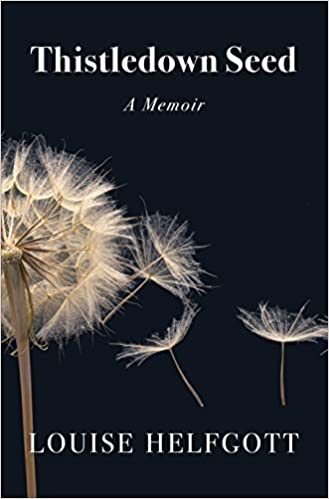 Thistledown Seed
A Memoir
LOUISE HELFGOTT